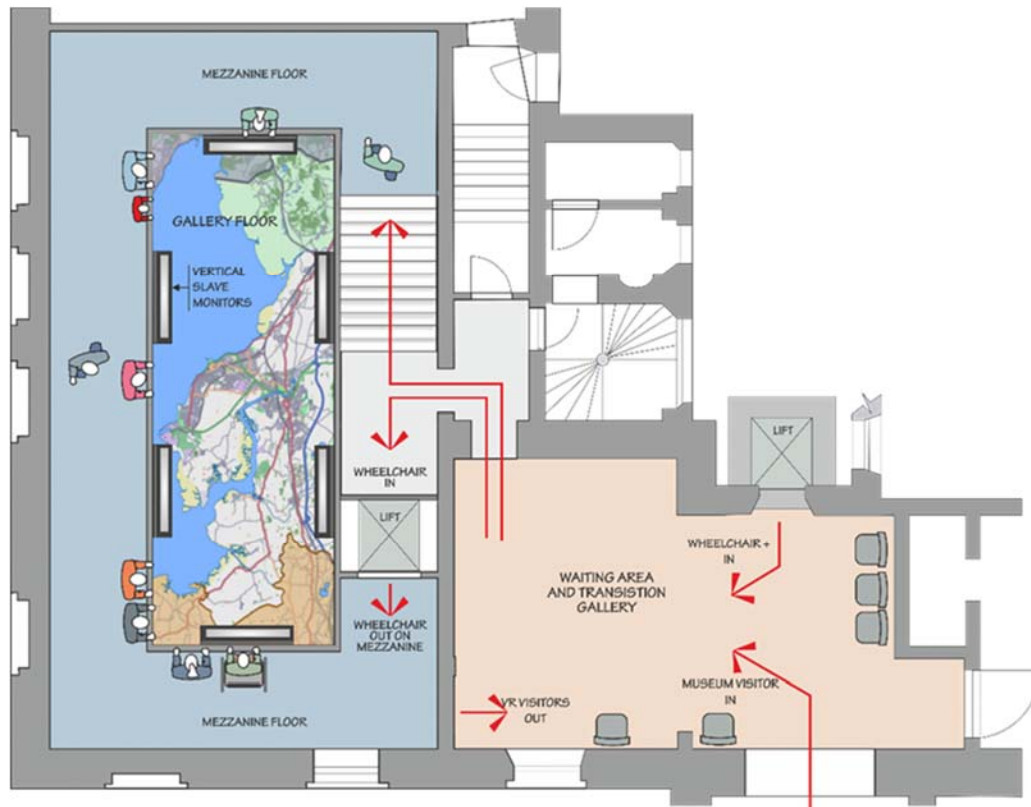 MEZZANINE FLOOR
GALLERY FLOOR
VERTICAL
SLAVE
MONITORS
WHEELCHAIR
IN
LIFT
WHEELCHAIR
OUT ON
MEZZANINE
MEZZANINE FLOOR
LIFT
WHEELCHAIR +
IN
WAITING AREA
AND TRANSISTION
GALLERY
MUSEUM VISITOR
IN
VR VISITORS
OUT